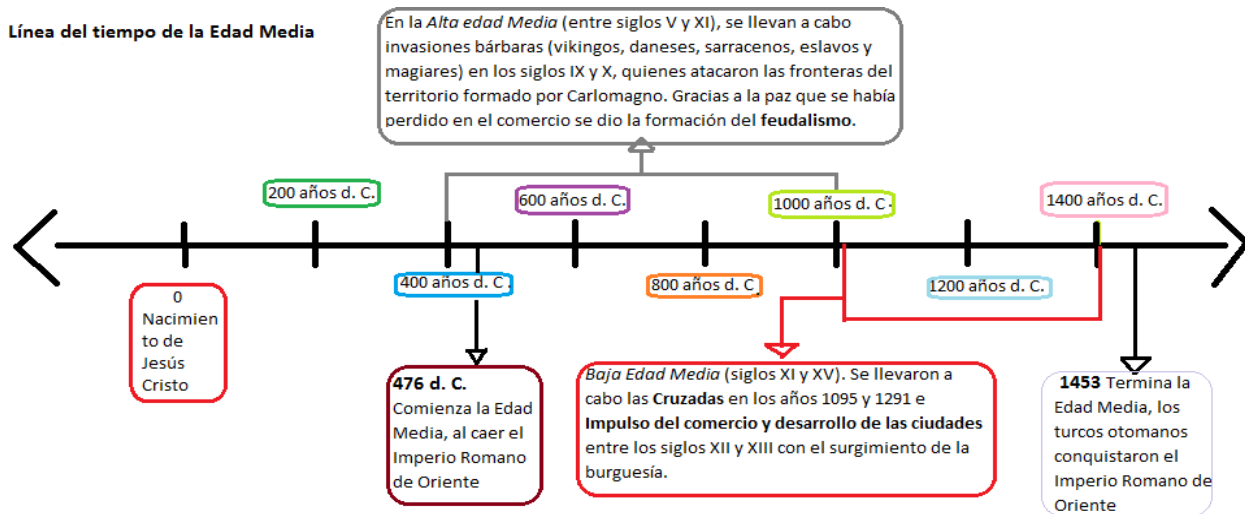 Línea del tiempo de la Edad Media
En la Alta edad Media (entre siglos V y XI), se llevan a cabo
invasiones bárbaras (vikingos, daneses, sarracenos, eslavos y
magiares) en los siglos IX y X, quienes atacaron las fronteras del
territorio formado por Carlomagno. Gracias a la paz que se había
perdido en el comercio se dio la formación del feudalismo.
200 años d. C.
600 años d. C.
1000 años d. C.
1400 años d. C.
400 años d. C.
800 años d. C.
1200 años d. C.
0
Nacimien
to de
Jesús
Cristo
476 d. C.
Comienza la Edad
Media, al caer el
Imperio Romano
de Oriente
Baja Edad Media (siglos XI y XV). Se llevaron a
cabo las Cruzadas en los años 1095 y 1291 e
Impulso del comercio y desarrollo de las ciudades
entre los siglos XII y XIII con el surgimiento de la
burguesía.
1453 Termina la
Edad Media, los
turcos otomanos
conquistaron el
Imperio Romano de
Oriente